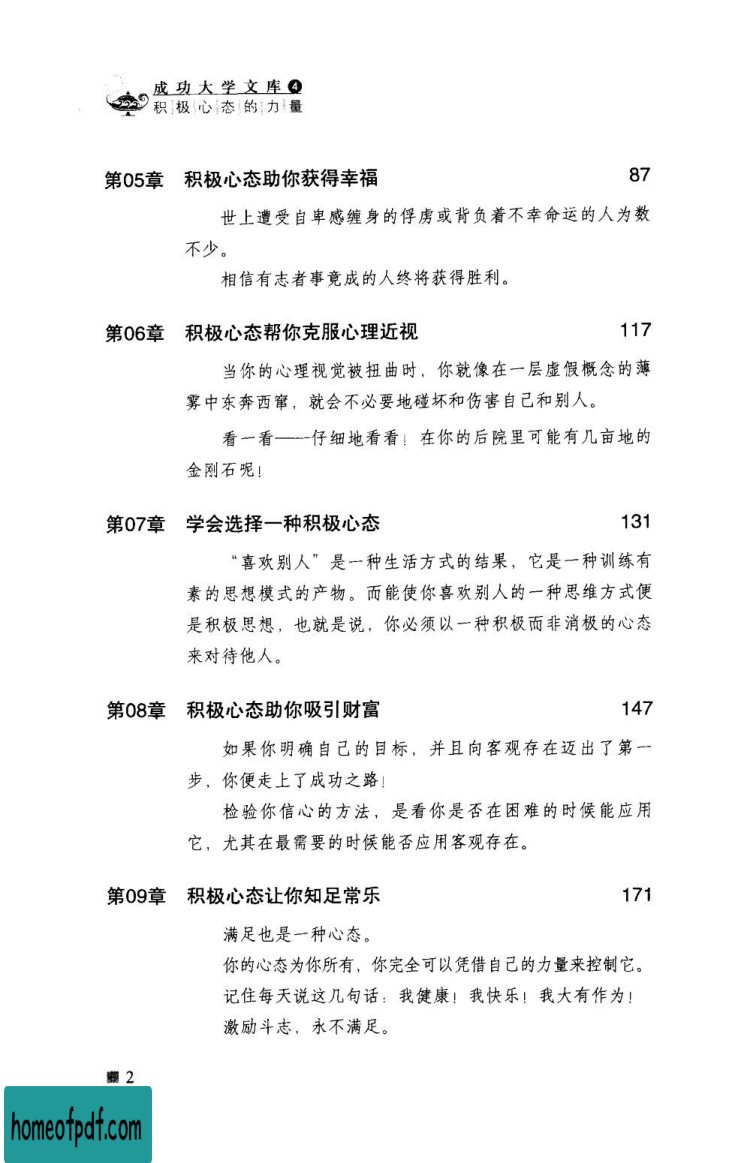 成功大学文库❹
积极心态的力量
第05章 积极心态助你获得幸福 87
世上遭受自卑感缠身的俘虏或背负着不幸命运的人为数
不少。
相信有志者事竟成的人终将获得胜利。
第06章 积极心态帮你克服心理近视 117
当你的心理视觉被扭曲时，你就像在一层虚假概念的薄
雾中东奔西窜，就会不必要地碰坏和伤害自己和别人。
看一看——仔细地看看！在你的后院里可能有几亩地的
金刚石呢！
第07章 学会选择一种积极心态 131
“喜欢别人”是一种生活方式的结果，它是一种训练有
素的思想模式的产物。而能使你喜欢别人的一种思维方式便
是积极思想，也就是说，你必须以一种积极而非消极的心态
来对待他人。
第08章 积极心态助你吸引财富 147
如果你明确自己的目标，并且向客观存在迈出了第一
步，你便走上了成功之路！
检验你信心的方法，是看你是否在困难的时候能应用
它，尤其在最需要的时候能否应用客观存在。
第09章 积极心态让你知足常乐 171
满足也是一种心态。
你的心态为你所有，你完全可以凭借自己的力量来控制它。
记住每天说这几句话：我健康！我快乐！我大有作为！
激励斗志，永不满足。
2
homeofpdf.com